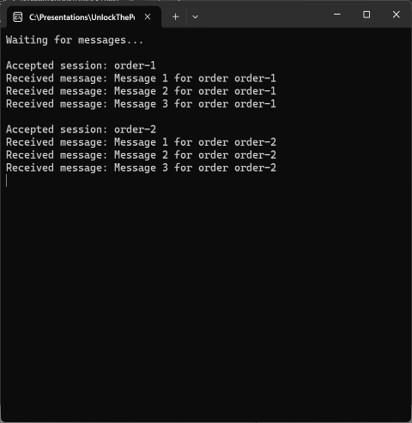 C:\Presentations\UnlockThePo
Waiting for messages...
Accepted session: order-1
Received message: Message 1 for order order-1
Received message: Message 2 for order order-1
Received message: Message 3 for order order-1
Accepted session: order-2
Received message: Message 1 for order order-2
Received message: Message 2 for order order-2
Received message: Message 3 for order order-2